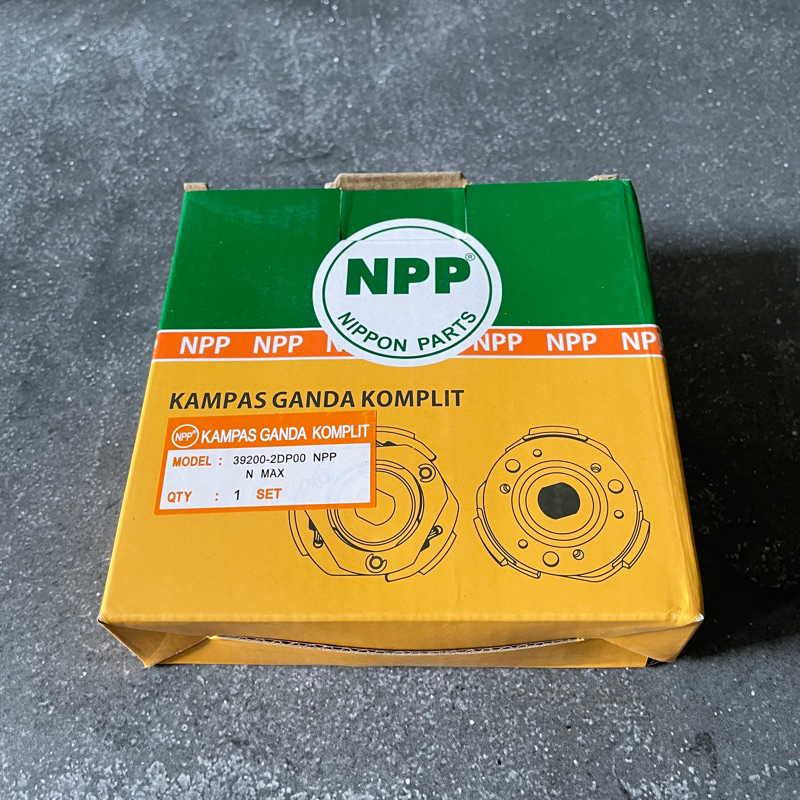 NPP®
NIPPON PARTS
NPP NPP N NPP NPP NP
KAMPAS GANDA KOMPLIT
NPP KAMPAS GANDA KOMPLIT
MODEL : 39200-2DP00 NPP
N MAX
QTY : 1 SET